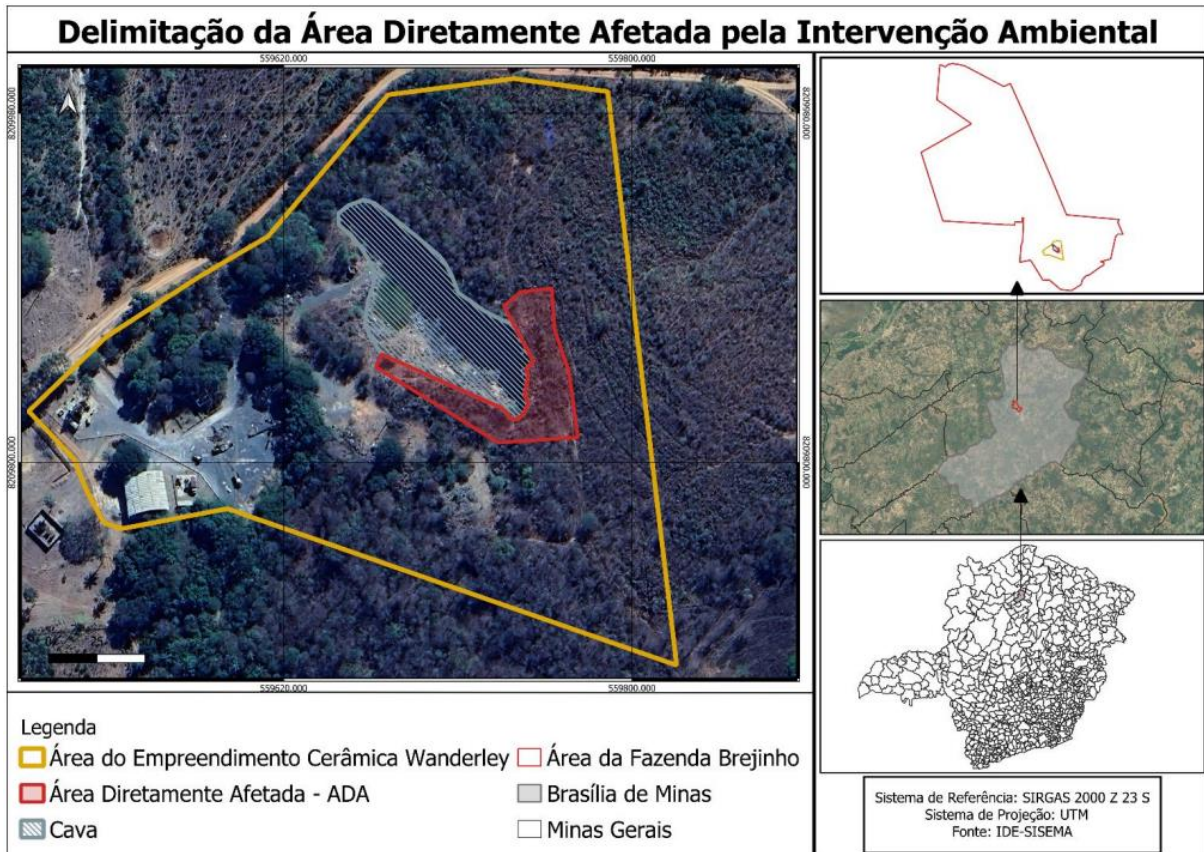 Delimitação da Área Diretamente Afetada pela Intervenção Ambiental
559620.000
559800.000
8209980.000
8209980.000
8209800.000
8209800.000
559620.000
559800.000
Legenda
Área do Empreendimento Cerâmica Wanderley
Área da Fazenda Brejinho
Área Diretamente Afetada - ADA
Brasília de Minas
Cava
Minas Gerais
Sistema de Referência: SIRGAS 2000 Z 23 S
Sistema de Projeção: UTM
Fonte: IDE-SISEMA